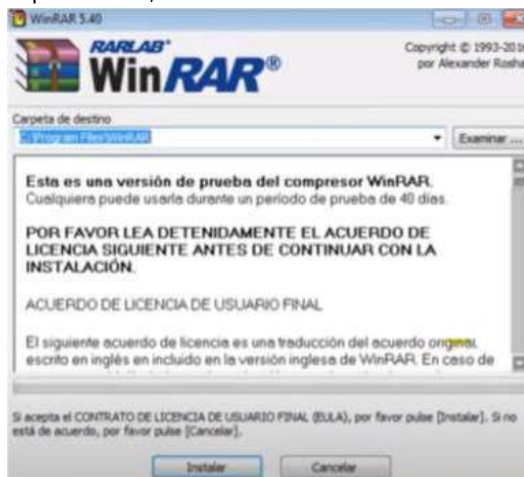 WinRAR 5.40
RARLAB®
WinRAR®
Copyright © 1993-2016
por Alexander Roshal
Carpeta de destino
C:\Program Files\WinRAR
Examinar ...
Esta es una versión de prueba del compresor WinRAR.
Cualquiera puede usarla durante un período de prueba de 40 días.
POR FAVOR LEA DETENIDAMENTE EL ACUERDO DE
LICENCIA SIGUIENTE ANTES DE CONTINUAR CON LA
INSTALACIÓN.
ACUERDO DE LICENCIA DE USUARIO FINAL
El siguiente acuerdo de licencia es una traducción del acuerdo original,
escrito en inglés en incluido en la versión inglesa de WinRAR. En caso de
Si acepta el CONTRATO DE LICENCIA DE USUARIO FINAL (EULA), por favor pulse [Instalar]. Si no
está de acuerdo, por favor pulse [Cancelar].
Instalar
Cancelar